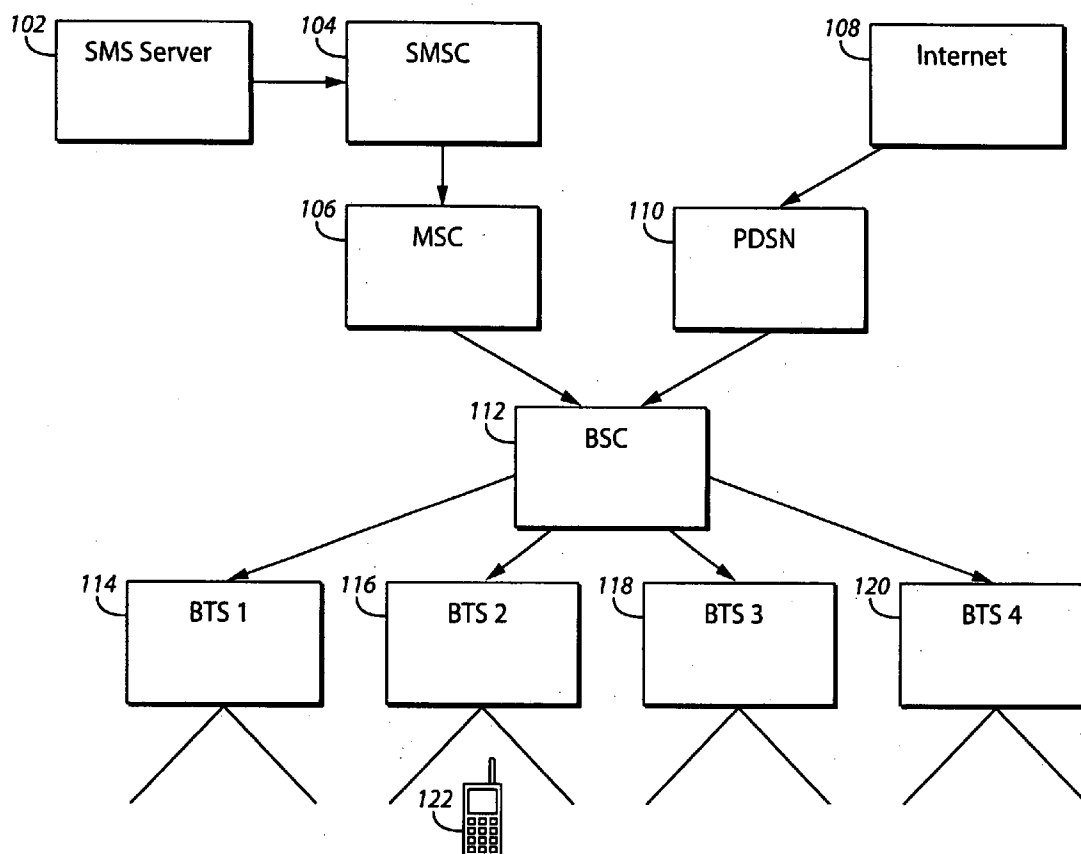 102
SMS Server
104
SMSC
108
Internet
106
MSC
110
PDSN
112
BSC
114
BTS 1
116
BTS 2
118
BTS 3
120
BTS 4
122